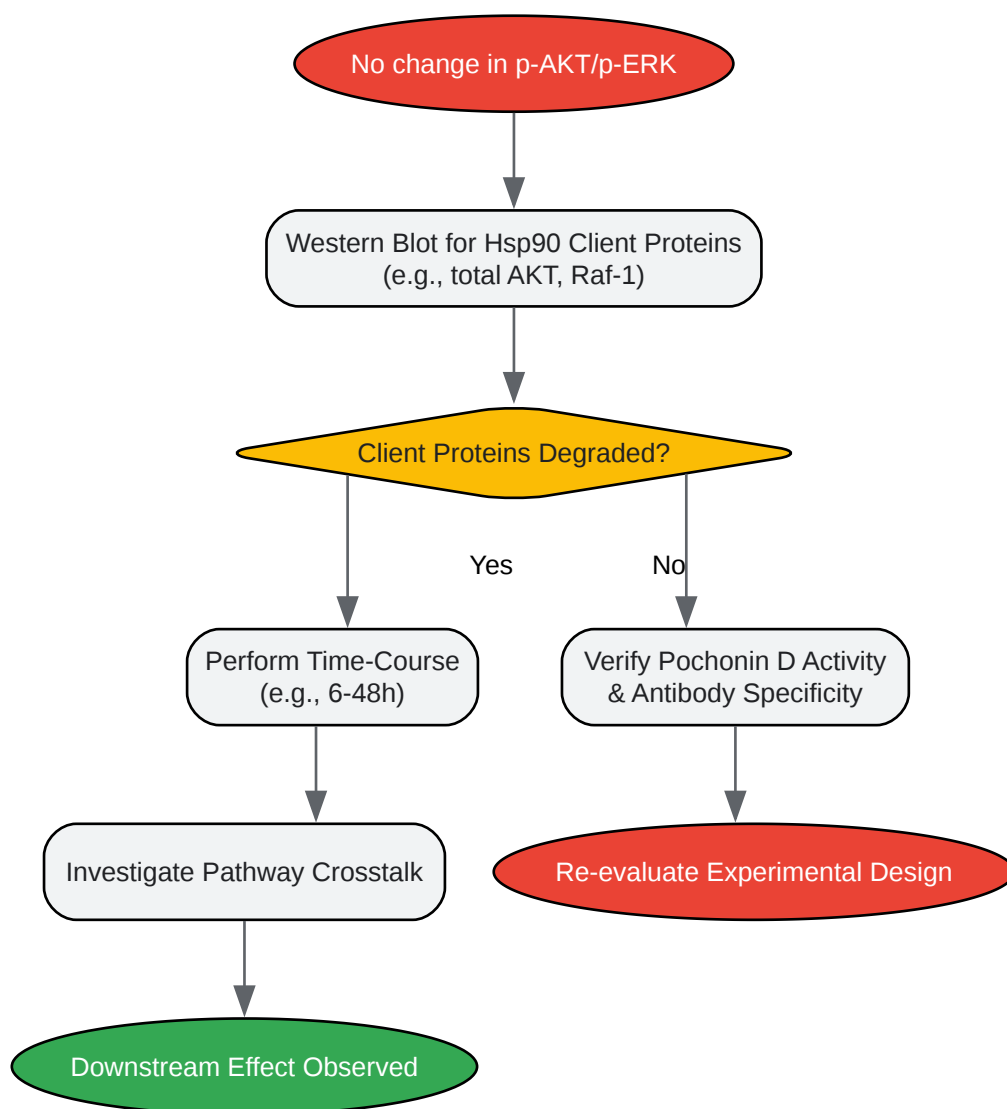 No change in p-AKT/p-ERK
Western Blot for Hsp90 Client Proteins
(e.g., total AKT, Raf-1)
Client Proteins Degraded?
Yes
No
Perform Time-Course
(e.g., 6-48h)
Verify Pochonin D Activity
& Antibody Specificity
Investigate Pathway Crosstalk
Re-evaluate Experimental Design
Downstream Effect Observed